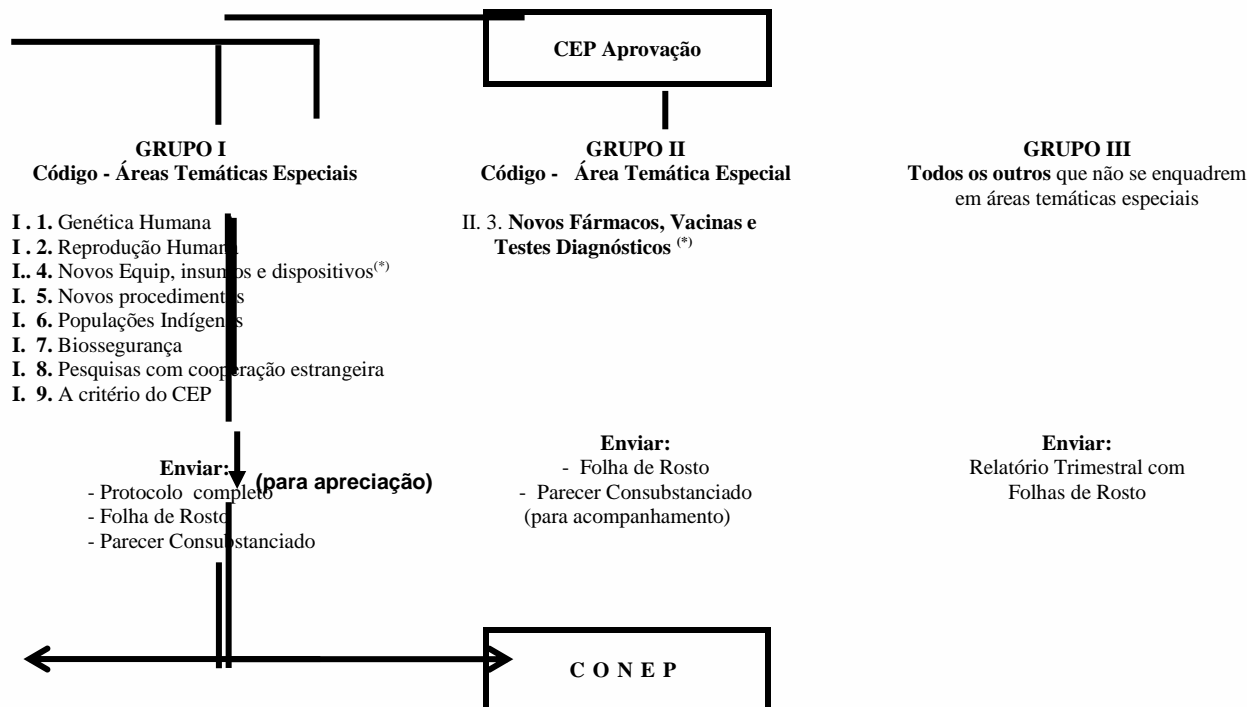 CEP Aprovação
GRUPO I
Código - Áreas Temáticas Especiais
I . 1. Genética Humana
I . 2. Reprodução Humana
I.. 4. Novos Equip, insumos e dispositivos(*)
I. 5. Novos procedimentos
I. 6. Populações Indígenas
I. 7. Biossegurança
I. 8. Pesquisas com cooperação estrangeira
I. 9. A critério do CEP
Enviar:
- Protocolo completo
(para apreciação)
- Folha de Rosto
- Parecer Consubstanciado
GRUPO II
Código - Área Temática Especial
II. 3. Novos Fármacos, Vacinas e
Testes Diagnósticos (*)
Enviar:
- Folha de Rosto
- Parecer Consubstanciado
(para acompanhamento)
GRUPO III
Todos os outros que não se enquadrem
em áreas temáticas especiais
Enviar:
Relatório Trimestral com
Folhas de Rosto
C O N E P